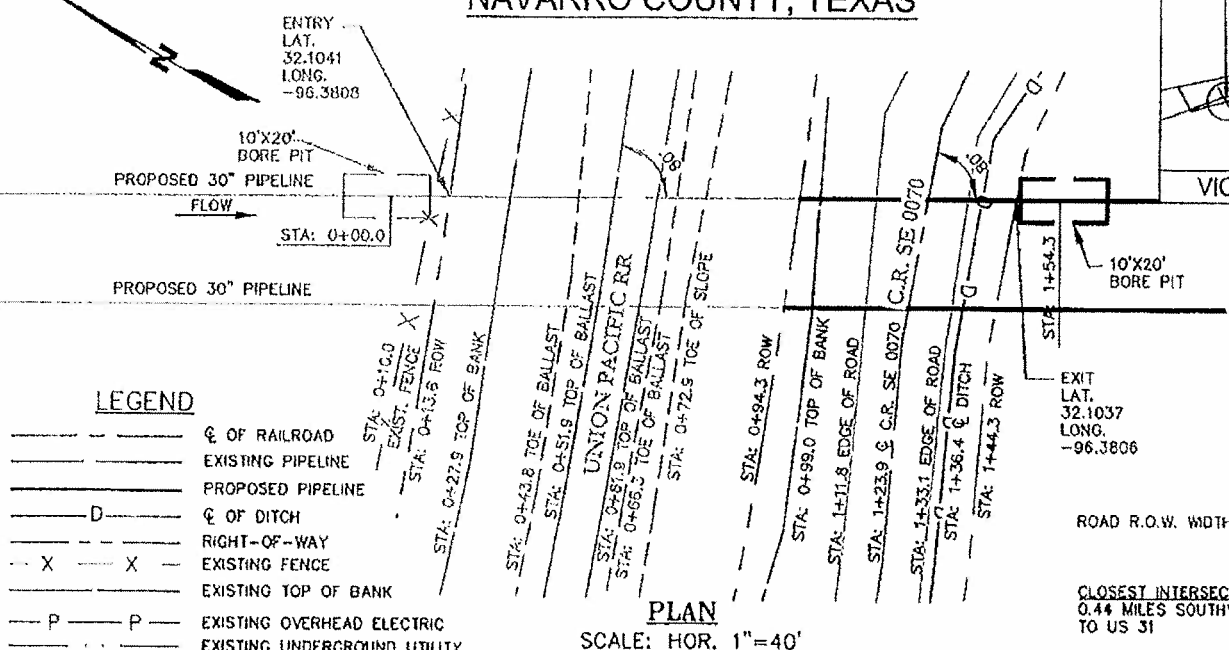 NAVARRO COUNTY, TEXAS
N
ENTRY
LAT.
32.1041
LONG.
-96.3808
10'X20'
BORE PIT
PROPOSED 30" PIPELINE
FLOW
STA: 0+00.0
PROPOSED 30" PIPELINE
80°
80°
D
D
D
X
X
X
STA: 0+10.0
EXIST. FENCE
STA: 0+13.6 ROW
STA: 0+27.9 TOP OF BANK
STA: 0+43.8 TOE OF BALLAST
STA: 0+51.9 TOP OF BALLAST
UNION PACIFIC RR
STA: 0+61.9 TOP OF BALLAST
STA: 0+66.3 TOE OF BALLAST
STA: 0+72.9 TOE OF SLOPE
STA: 0+94.3 ROW
STA: 0+99.0 TOP OF BANK
STA: 1+11.8 EDGE OF ROAD
STA: 1+23.9 ℄ C.R. SE 0070
C.R. SE 0070
STA: 1+33.1 EDGE OF ROAD
STA: 1+36.4 ℄ DITCH
STA: 1+44.3 ROW
STA: 1+54.3
10'X20'
BORE PIT
EXIT
LAT.
32.1037
LONG.
-96.3806
VIC
ROAD R.O.W. WIDTH
CLOSEST INTERSEC
0.44 MILES SOUTHW
TO US 31
LEGEND
℄ OF RAILROAD
EXISTING PIPELINE
PROPOSED PIPELINE
D ℄ OF DITCH
RIGHT-OF-WAY
X X EXISTING FENCE
EXISTING TOP OF BANK
P P EXISTING OVERHEAD ELECTRIC
EXISTING UNDERGROUND UTILITY
PLAN
SCALE: HOR. 1"=40'